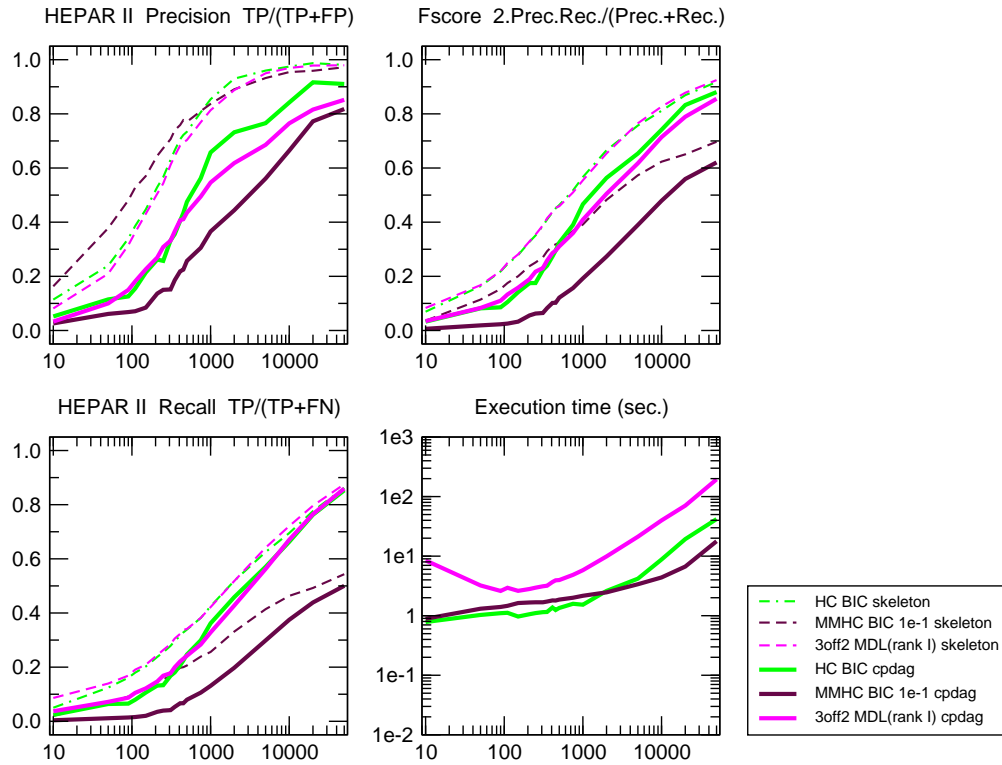 HEPAR II Precision TP/(TP+FP)
1.0
0.8
0.6
0.4
0.2
0.0
10 100 1000 10000
Fscore 2.Prec.Rec./(Prec.+Rec.)
1.0
0.8
0.6
0.4
0.2
0.0
10 100 1000 10000
HEPAR II Recall TP/(TP+FN)
1.0
0.8
0.6
0.4
0.2
0.0
10 100 1000 10000
Execution time (sec.)
1e3
1e2
1e1
1
1e-1
1e-2
10 100 1000 10000
HC BIC skeleton
MMHC BIC 1e-1 skeleton
3off2 MDL(rank I) skeleton
HC BIC cpdag
MMHC BIC 1e-1 cpdag
3off2 MDL(rank I) cpdag